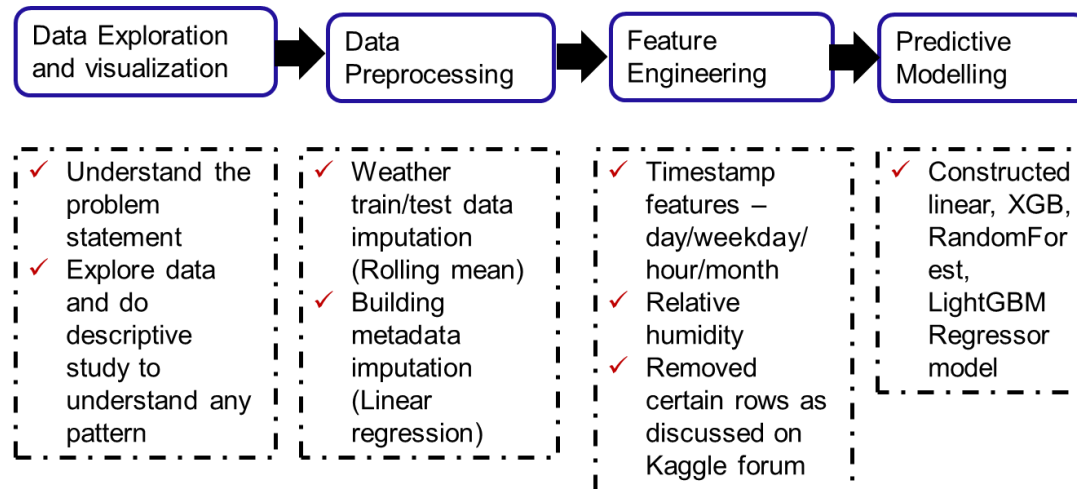 Data Exploration
and visualization
Data
Preprocessing
Feature
Engineering
Predictive
Modelling
Understand the
problem
statement
Explore data
and do
descriptive
study to
understand any
pattern
Weather
train/test data
imputation
(Rolling mean)
Building
metadata
imputation
(Linear
regression)
Timestamp
features –
day/weekday/
hour/month
Relative
humidity
Removed
certain rows as
discussed on
Kaggle forum
Constructed
linear, XGB,
RandomFor
est,
LightGBM
Regressor
model